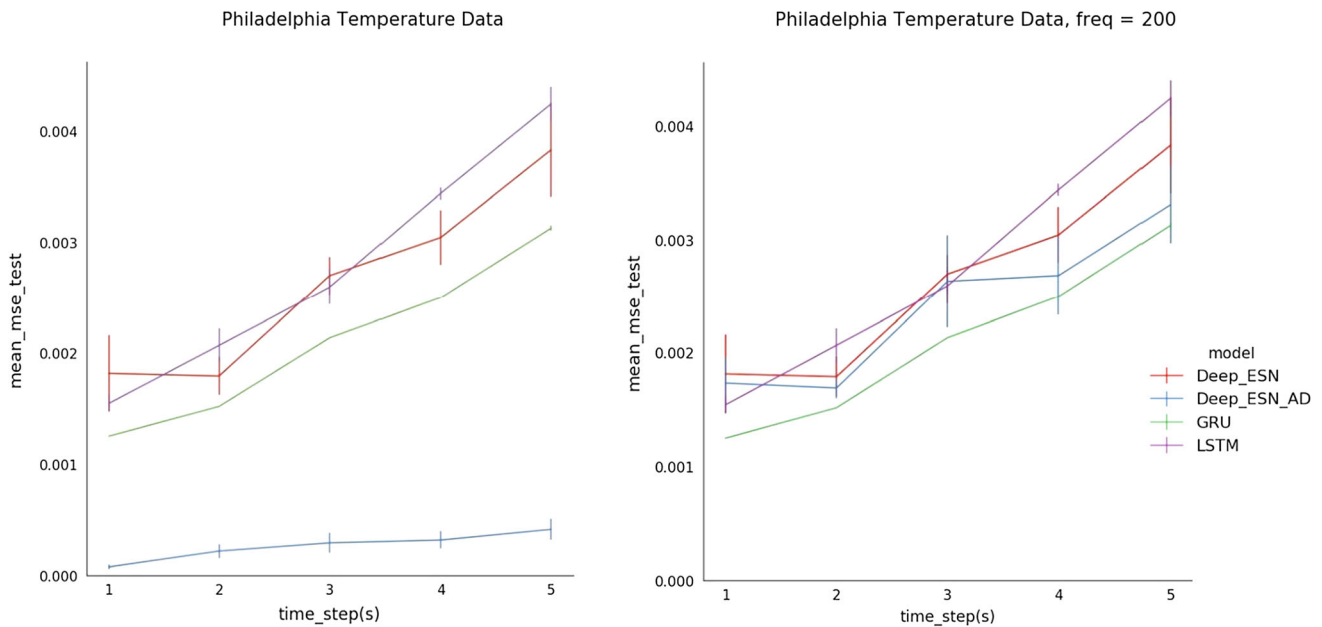 Philadelphia Temperature Data
mean_mse_test
0.004
0.003
0.002
0.001
0.000
1 2 3 4 5
time_step(s)
Philadelphia Temperature Data, freq = 200
mean_mse_test
0.004
0.003
0.002
0.001
0.000
1 2 3 4 5
time_step(s)
model
Deep_ESN
Deep_ESN_AD
GRU
LSTM